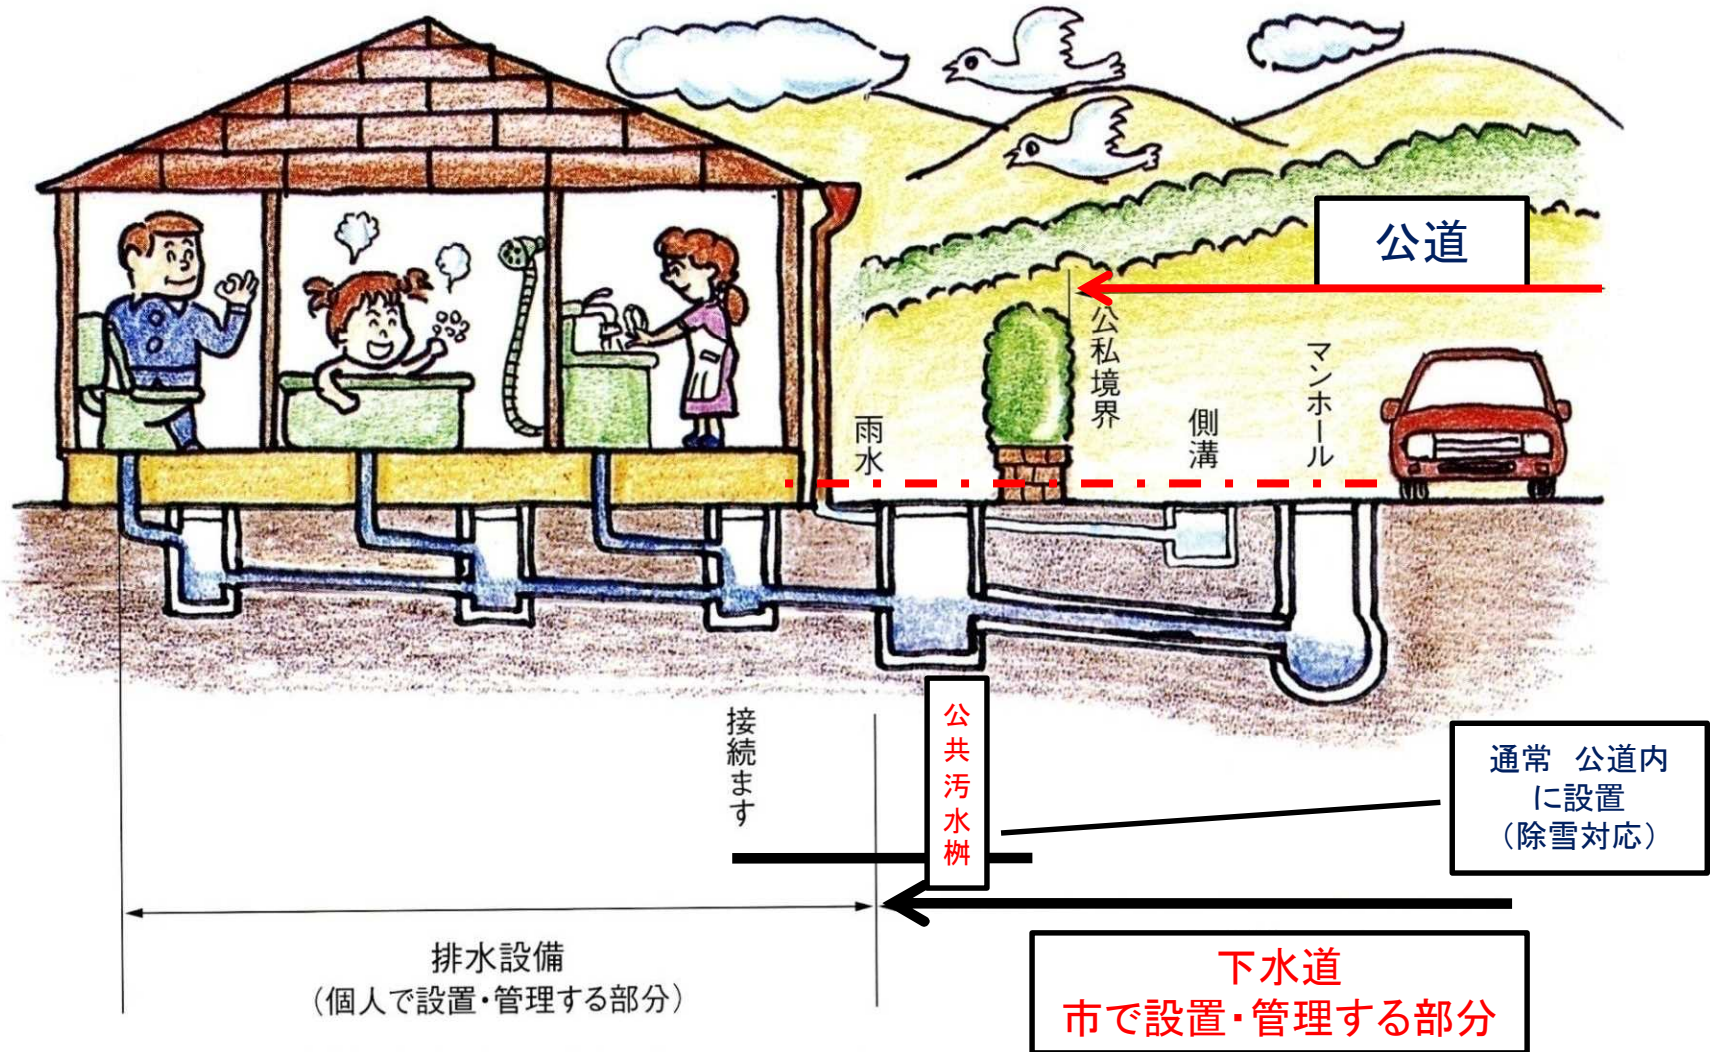 公道
公私境界
マンホール
側溝
雨水
接続ます
公共汚水桝
通常 公道内
に設置
（除雪対応）
排水設備
（個人で設置・管理する部分）
下水道
市で設置・管理する部分